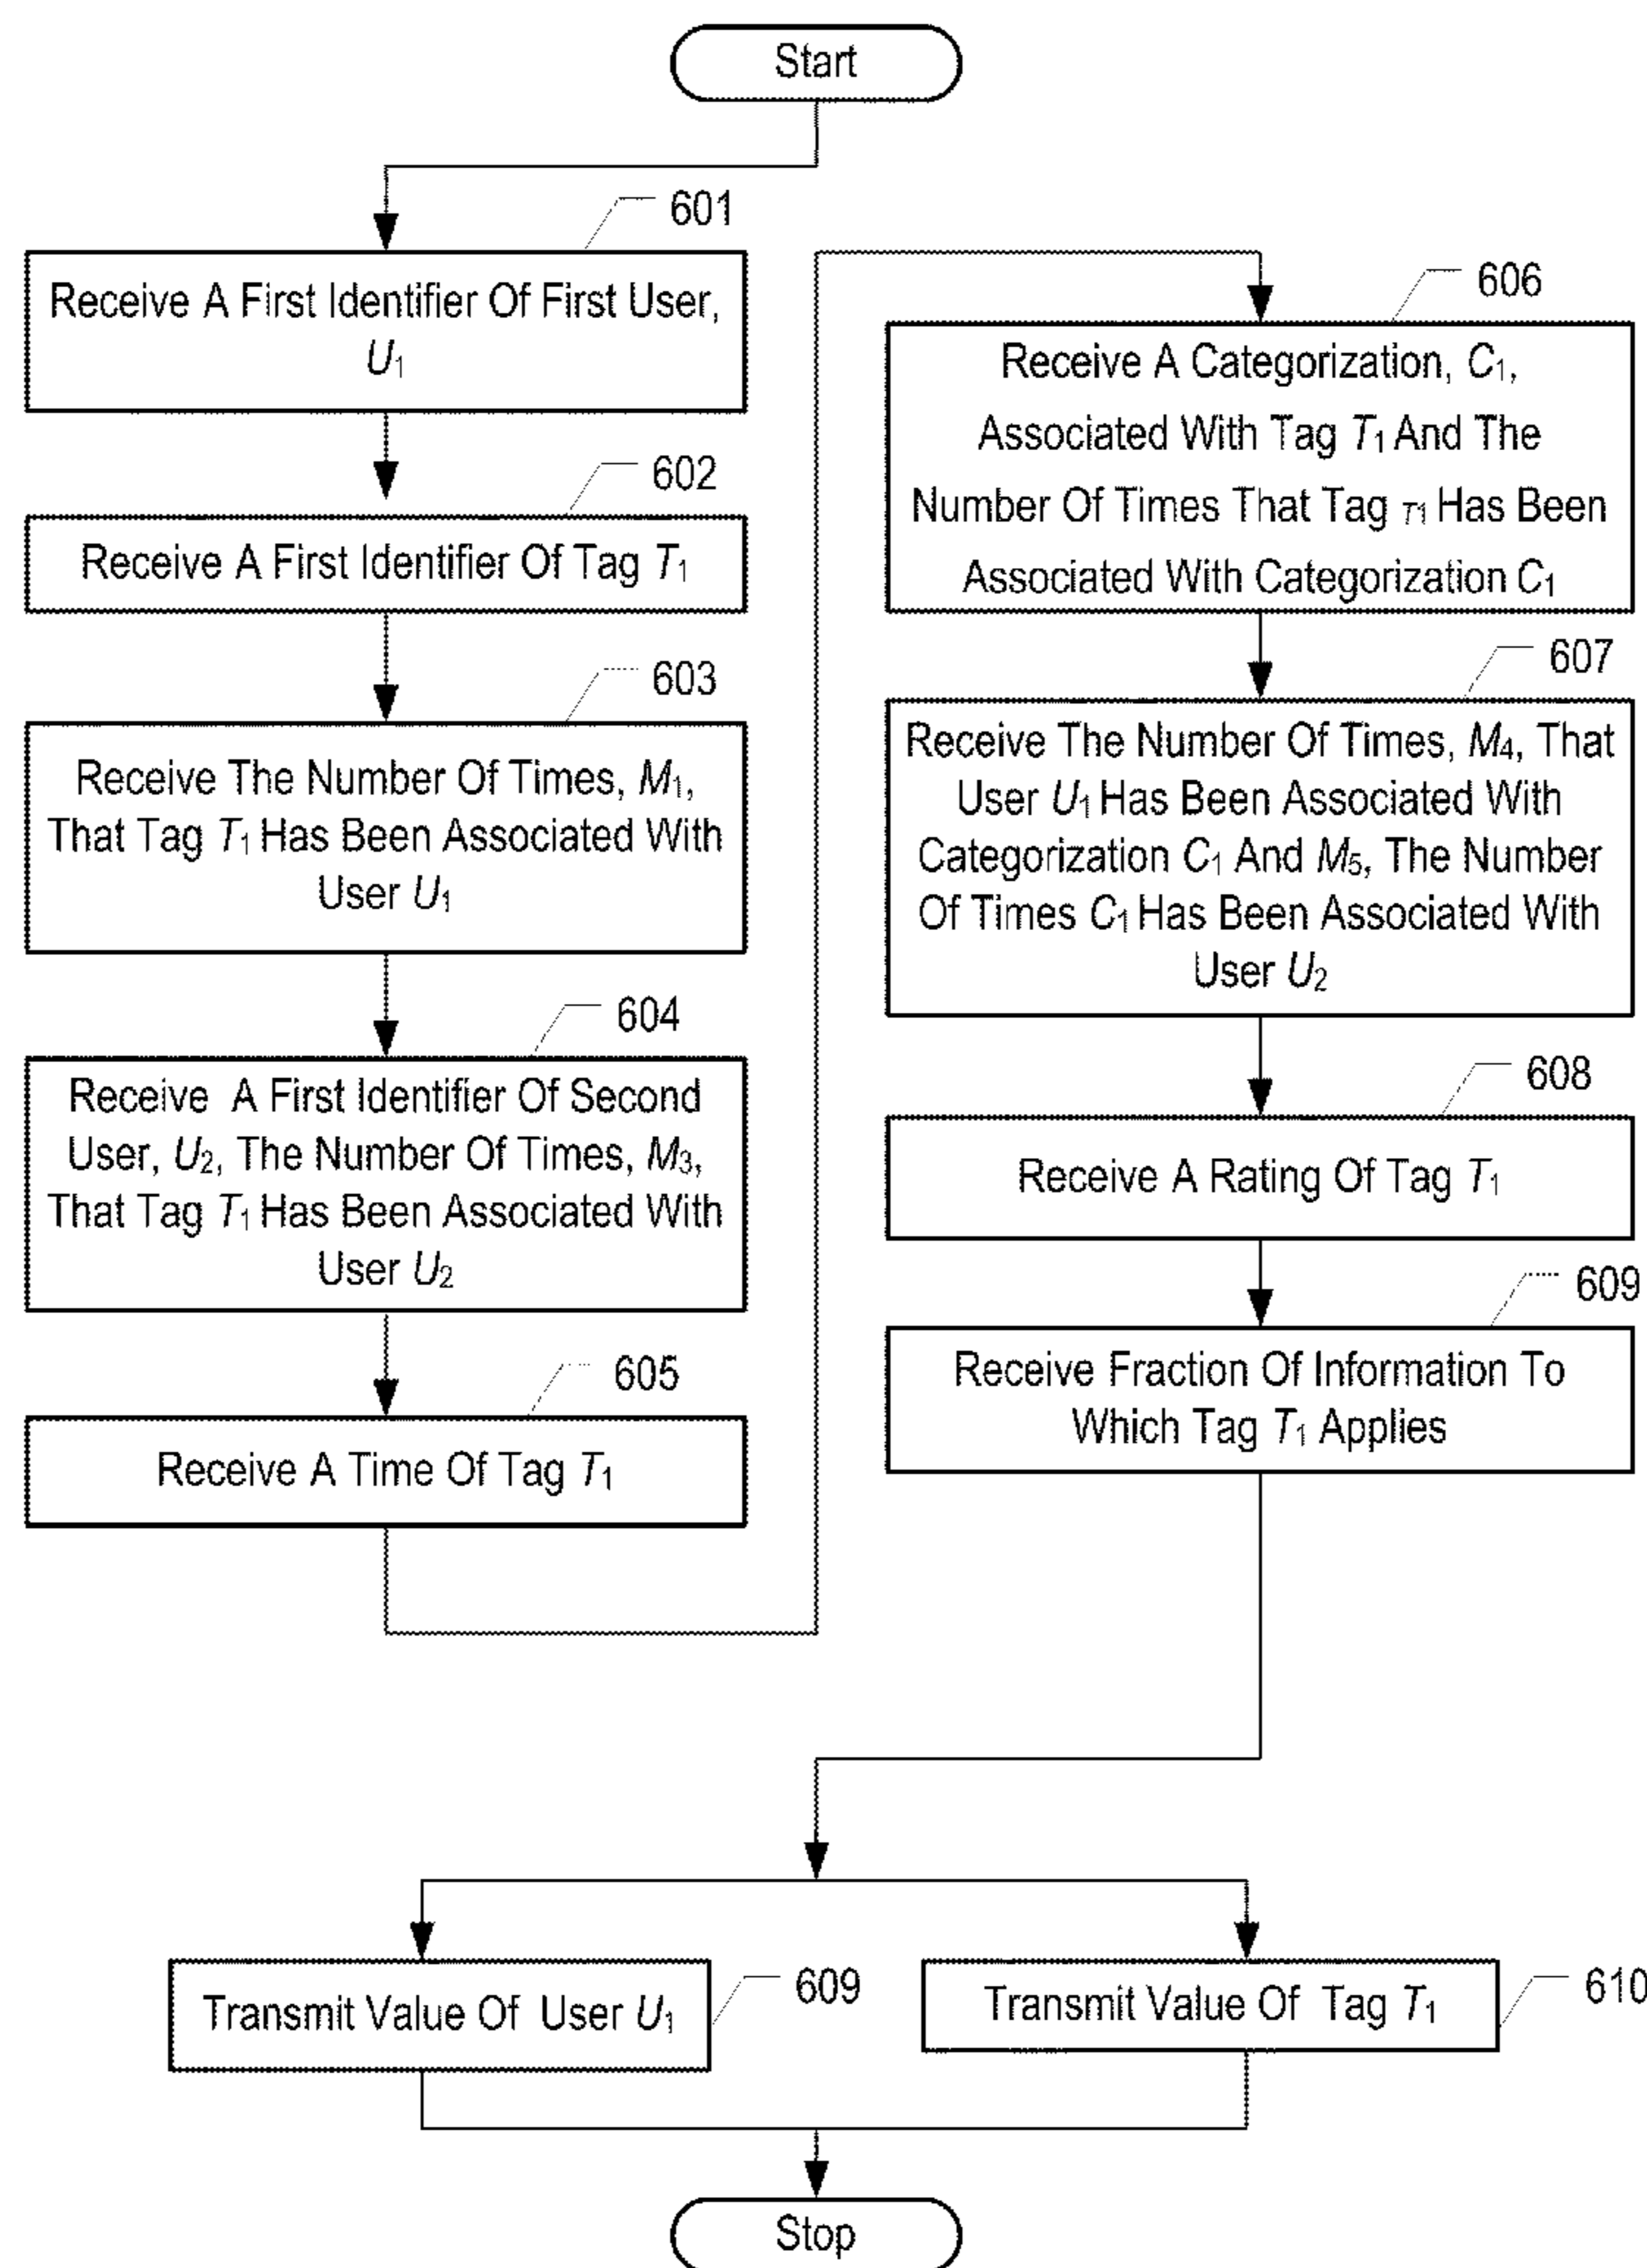 Start
601
Receive A First Identifier Of First User,
U1
602
Receive A First Identifier Of Tag T1
603
Receive The Number Of Times, M1,
That Tag T1 Has Been Associated With
User U1
604
Receive A First Identifier Of Second
User, U2, The Number Of Times, M3,
That Tag T1 Has Been Associated With
User U2
605
Receive A Time Of Tag T1
606
Receive A Categorization, C1,
Associated With Tag T1 And The
Number Of Times That Tag T1 Has Been
Associated With Categorization C1
607
Receive The Number Of Times, M4, That
User U1 Has Been Associated With
Categorization C1 And M5, The Number
Of Times C1 Has Been Associated With
User U2
608
Receive A Rating Of Tag T1
609
Receive Fraction Of Information To
Which Tag T1 Applies
Transmit Value Of User U1
609
Transmit Value Of Tag T1
610
Stop